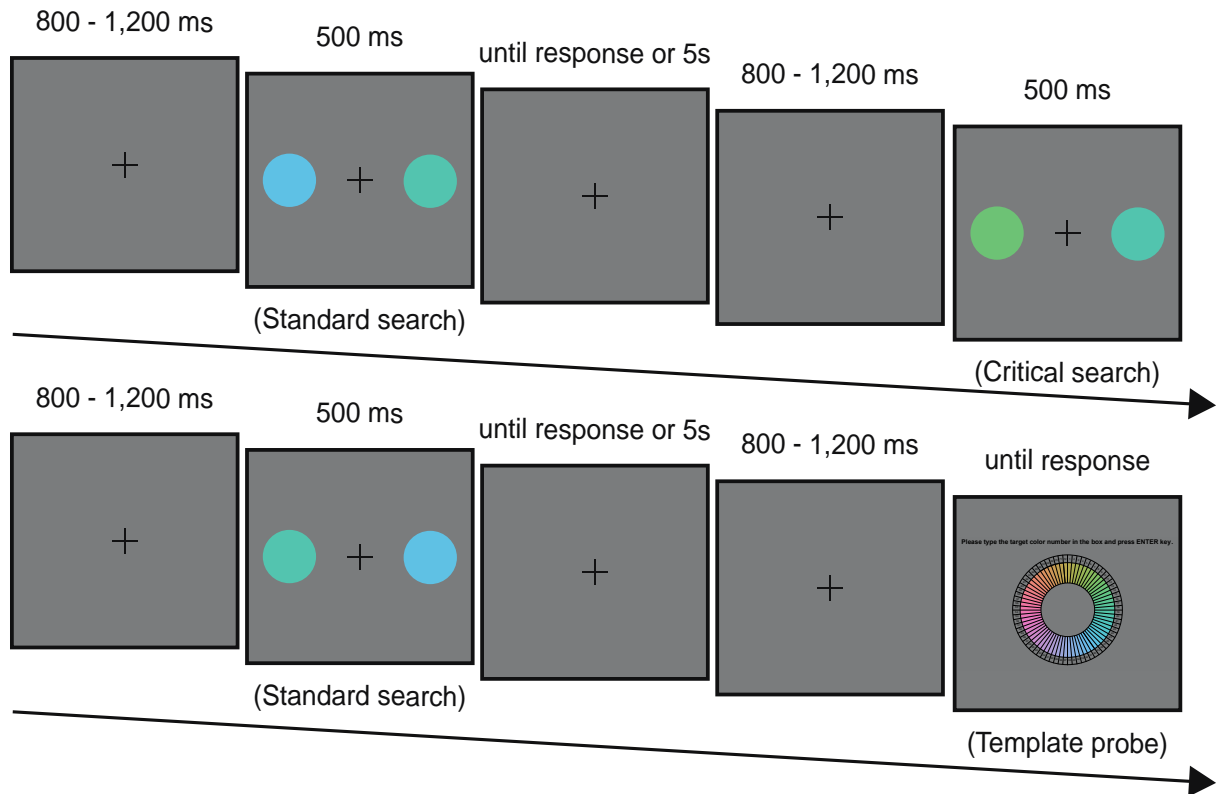 800 - 1,200 ms
500 ms
until response or 5s
800 - 1,200 ms
500 ms
(Standard search)
(Critical search)
800 - 1,200 ms
500 ms
until response or 5s
800 - 1,200 ms
until response
Please type the target color number in the box and press ENTER key.
(Standard search)
(Template probe)